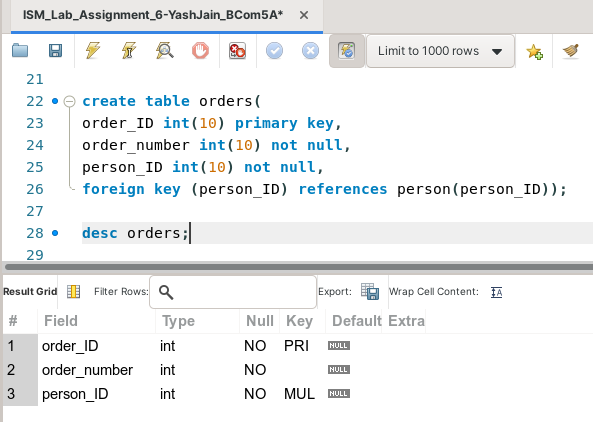 ISM_Lab_Assignment_6-YashJain_BCom5A* ×
Limit to 1000 rows
21
22 create table orders(
23 order_ID int(10) primary key,
24 order_number int(10) not null,
25 person_ID int(10) not null,
26 foreign key (person_ID) references person(person_ID));
27
28 desc orders;
29
Result Grid Filter Rows: Export: Wrap Cell Content: IA
# Field Type Null Key Default Extra
1 order_ID int NO PRI NULL
2 order_number int NO NULL
3 person_ID int NO MUL NULL